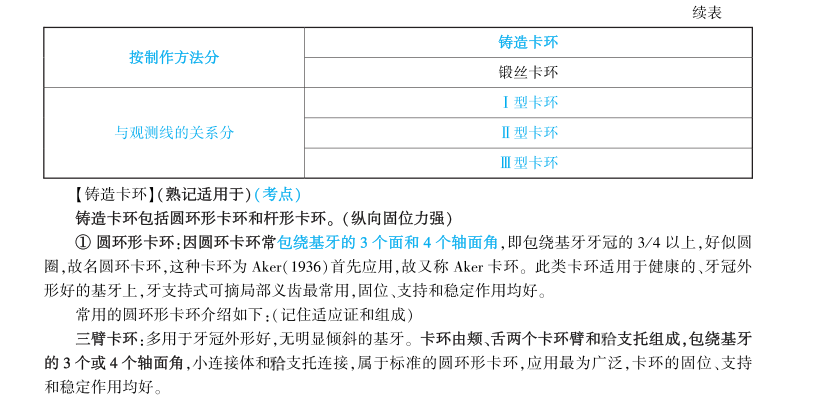 续表
按制作方法分
铸造卡环
锻丝卡环
与观测线的关系分
Ⅰ型卡环
Ⅱ型卡环
Ⅲ型卡环
【铸造卡环】(熟记适用于)(考点)
铸造卡环包括圆环形卡环和杆形卡环。(纵向固位力强)
① 圆环形卡环:因圆环卡环常包绕基牙的 3 个面和 4 个轴面角,即包绕基牙牙冠的 3/4 以上,好似圆
圈,故名圆环卡环,这种卡环为 Aker(1936)首先应用,故又称 Aker 卡环。此类卡环适用于健康的、牙冠外
形好的基牙上,牙支持式可摘局部义齿最常用,固位、支持和稳定作用均好。
常用的圆环形卡环介绍如下:(记住适应证和组成)
三臂卡环:多用于牙冠外形好,无明显倾斜的基牙。卡环由颊、舌两个卡环臂和𬌗支托组成,包绕基牙
的 3 个或 4 个轴面角,小连接体和𬌗支托连接,属于标准的圆环形卡环,应用最为广泛,卡环的固位、支持
和稳定作用均好。